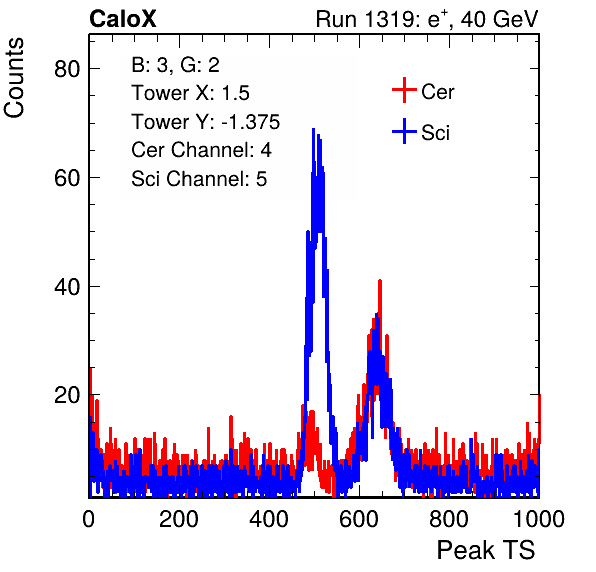 CaloX Run 1319: e⁺, 40 GeV
Counts
B: 3, G: 2
Tower X: 1.5
Tower Y: -1.375
Cer Channel: 4
Sci Channel: 5
Cer
Sci
80
60
40
20
0 200 400 600 800 1000
Peak TS